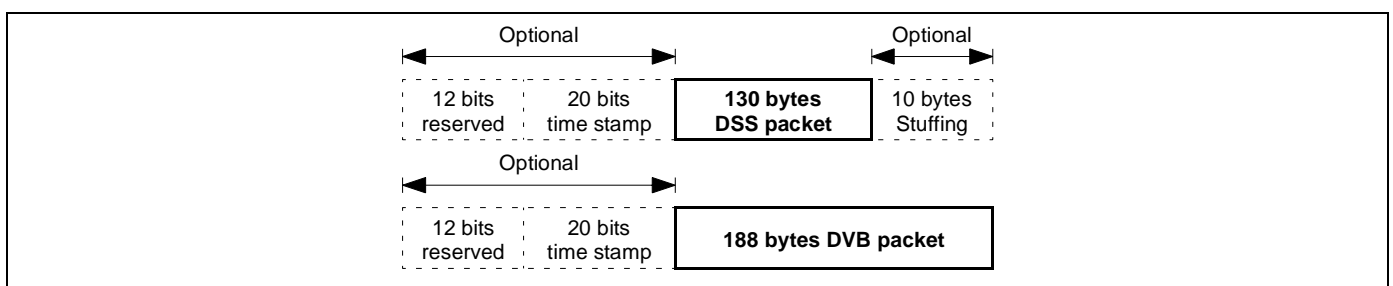 Optional Optional
12 bits 20 bits 130 bytes 10 bytes
reserved time stamp DSS packet Stuffing
Optional
12 bits 20 bits 188 bytes DVB packet
reserved time stamp